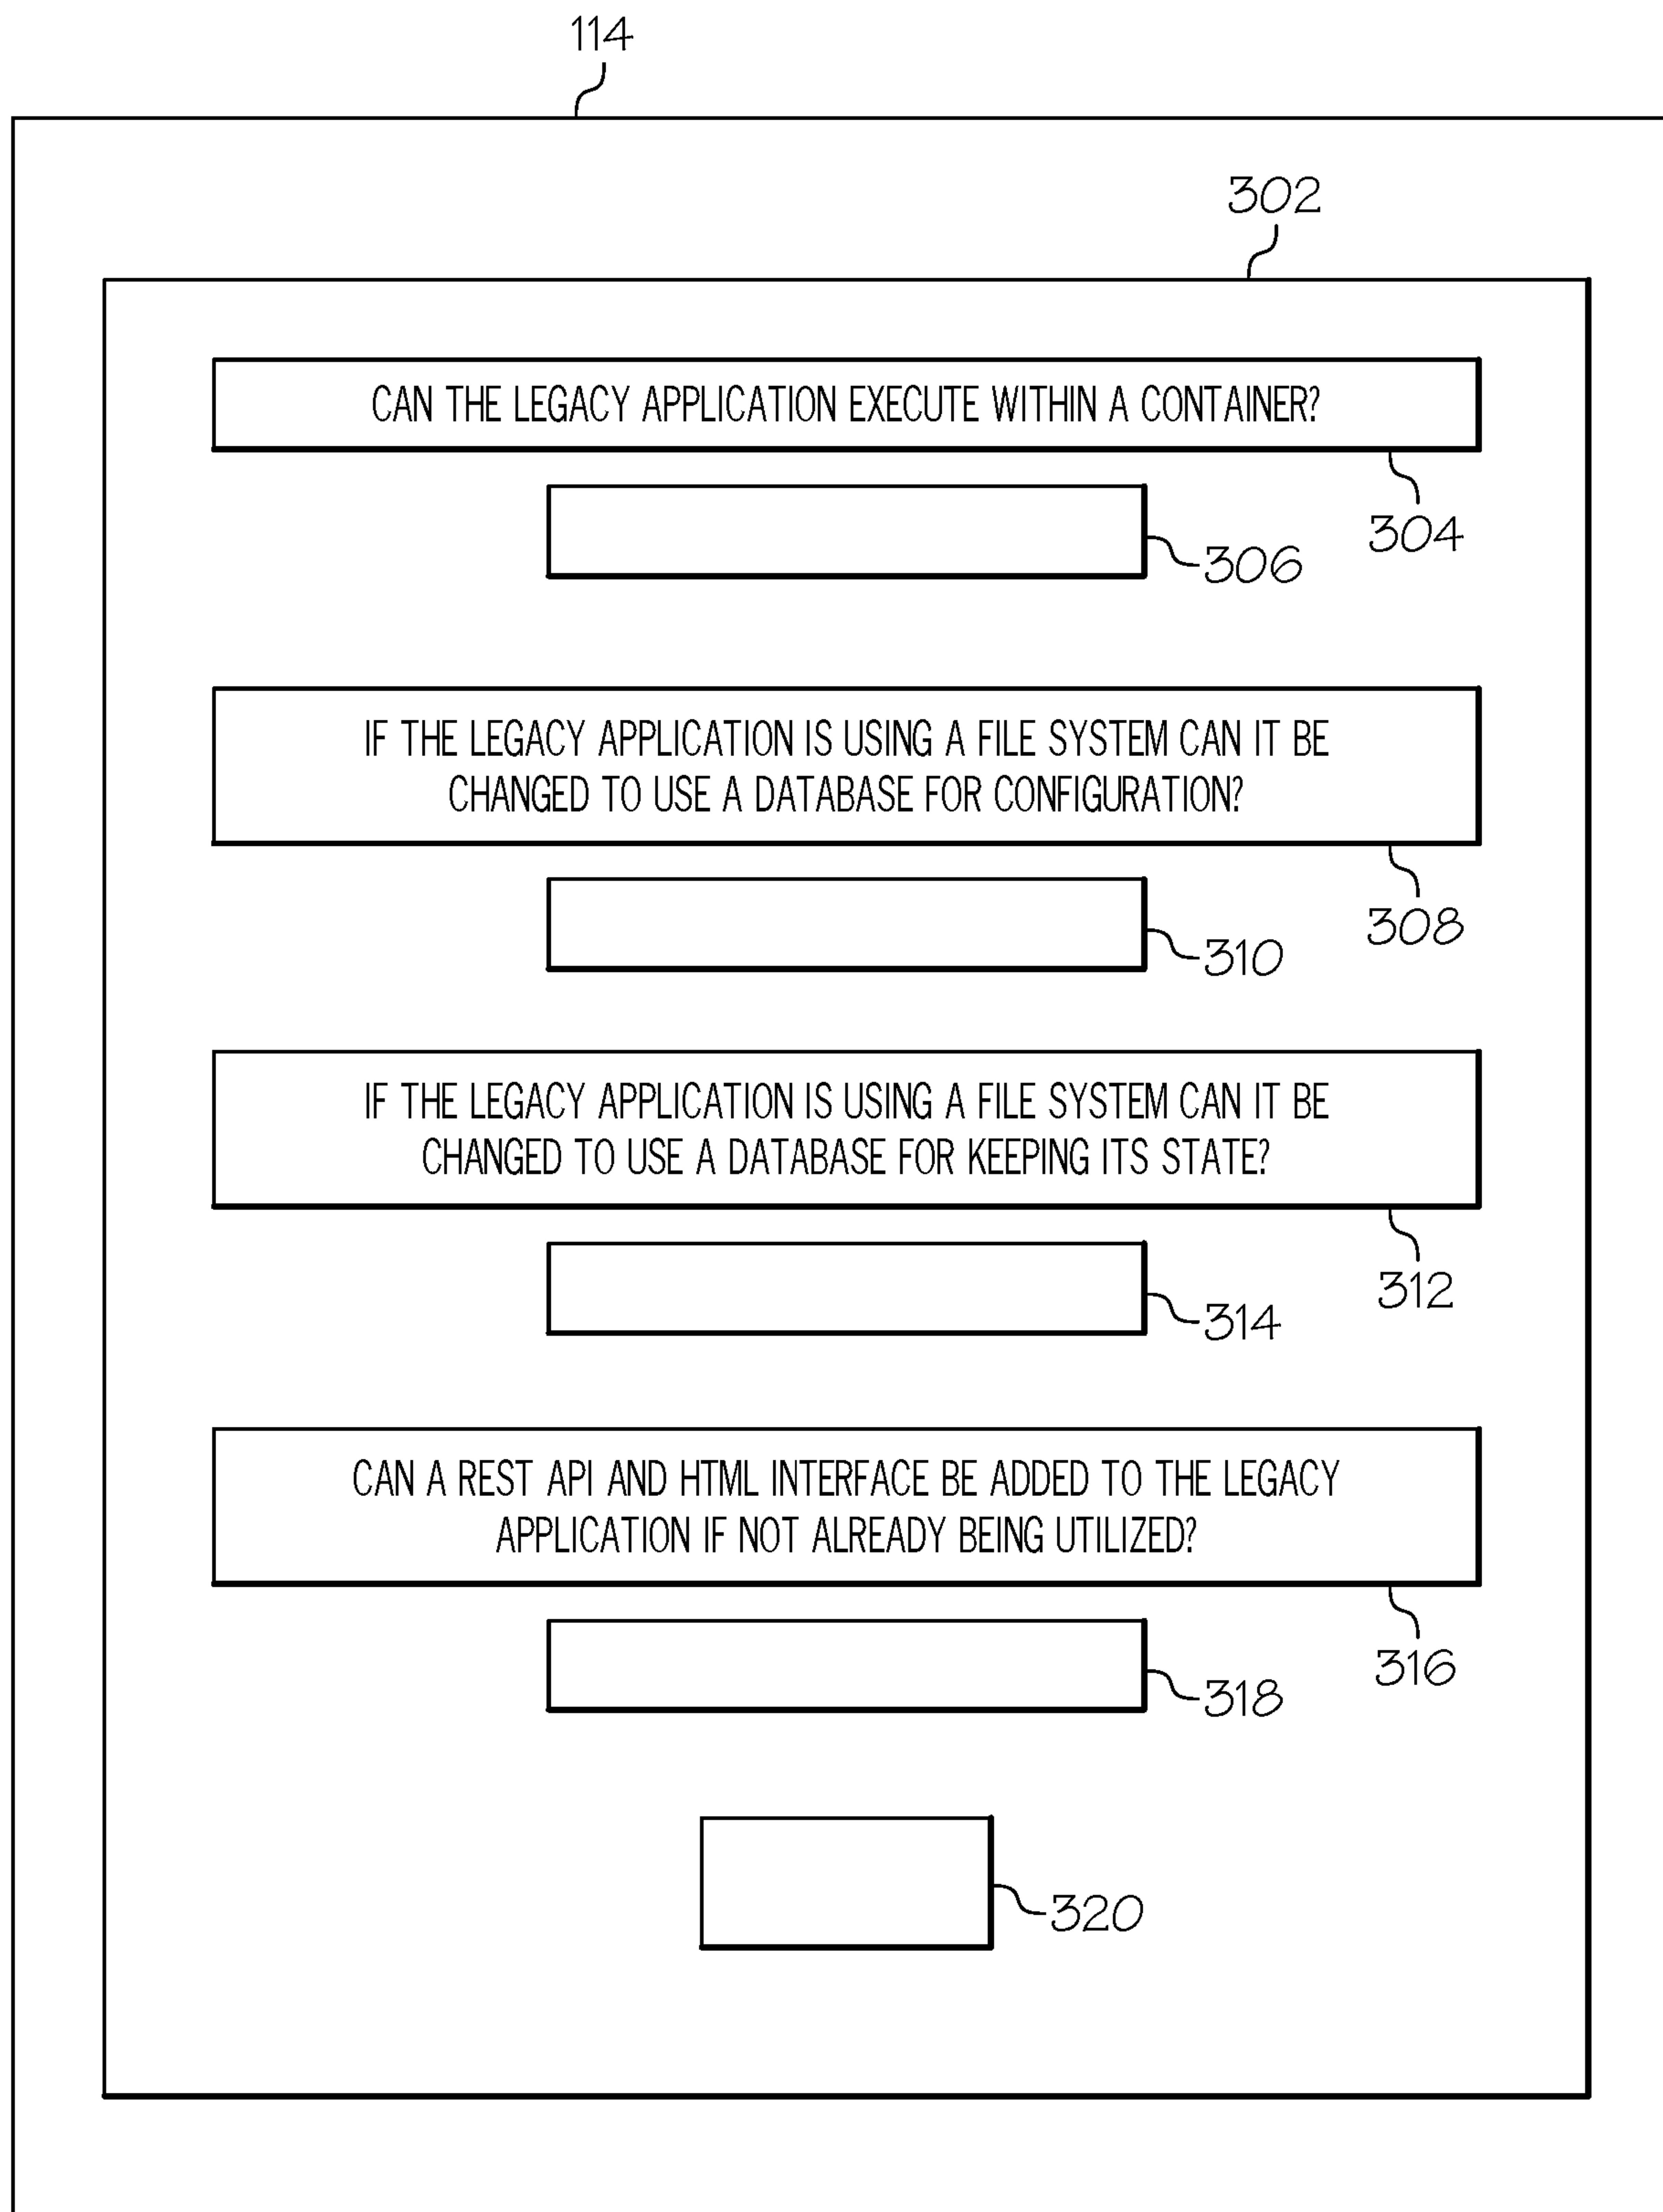 114
302
CAN THE LEGACY APPLICATION EXECUTE WITHIN A CONTAINER?
304
306
IF THE LEGACY APPLICATION IS USING A FILE SYSTEM CAN IT BE
CHANGED TO USE A DATABASE FOR CONFIGURATION?
308
310
IF THE LEGACY APPLICATION IS USING A FILE SYSTEM CAN IT BE
CHANGED TO USE A DATABASE FOR KEEPING ITS STATE?
312
314
CAN A REST API AND HTML INTERFACE BE ADDED TO THE LEGACY
APPLICATION IF NOT ALREADY BEING UTILIZED?
316
318
320